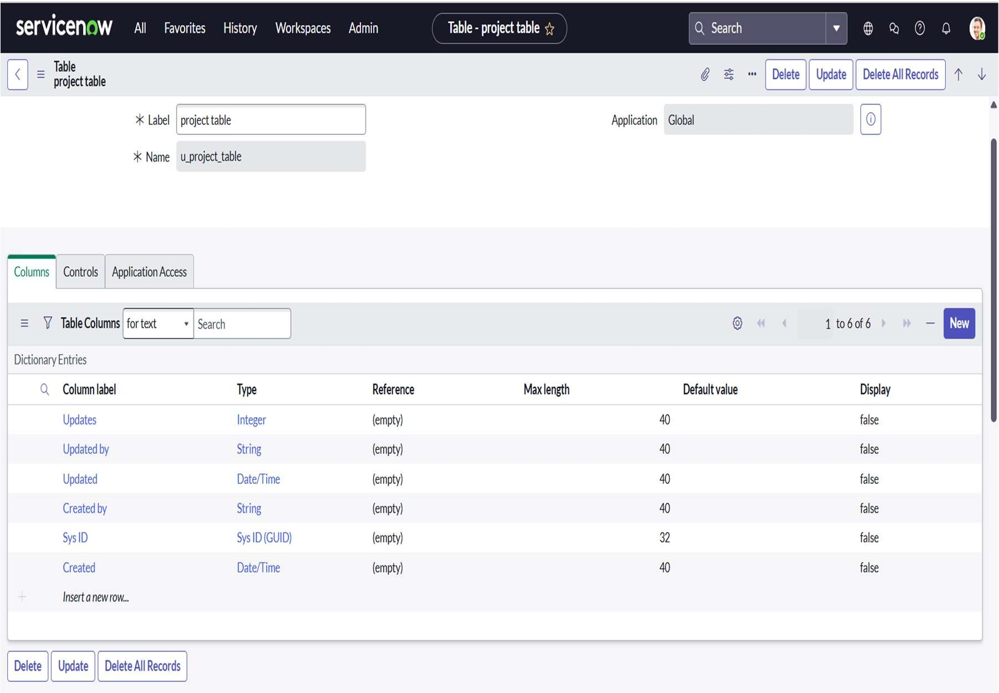 servicenow All Favorites History Workspaces Admin Table - project table Search
Table
project table
Delete Update Delete All Records
Label project table Application Global
Name u_project_table
Columns Controls Application Access
Table Columns for text Search 1 to 6 of 6 New
Dictionary Entries
Column label Type Reference Max length Default value Display
Updates Integer (empty) 40 false
Updated by String (empty) 40 false
Updated Date/Time (empty) 40 false
Created by String (empty) 40 false
Sys ID Sys ID (GUID) (empty) 32 false
Created Date/Time (empty) 40 false
Insert a new row...
Delete Update Delete All Records